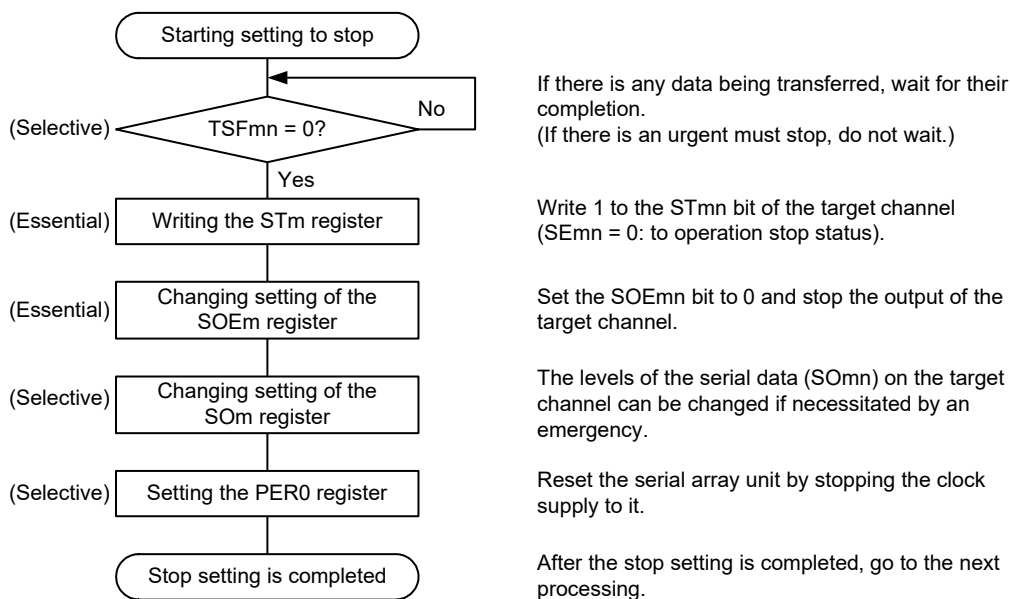 Starting setting to stop
If there is any data being transferred, wait for their
completion.
(If there is an urgent must stop, do not wait.)
No
(Selective)
TSFmn = 0?
Yes
(Essential)
Writing the STm register
Write 1 to the STmn bit of the target channel
(SEmn = 0: to operation stop status).
(Essential)
Changing setting of the
SOEm register
Set the SOEmn bit to 0 and stop the output of the
target channel.
(Selective)
Changing setting of the
SOm register
The levels of the serial data (SOmn) on the target
channel can be changed if necessitated by an
emergency.
(Selective)
Setting the PER0 register
Reset the serial array unit by stopping the clock
supply to it.
Stop setting is completed
After the stop setting is completed, go to the next
processing.